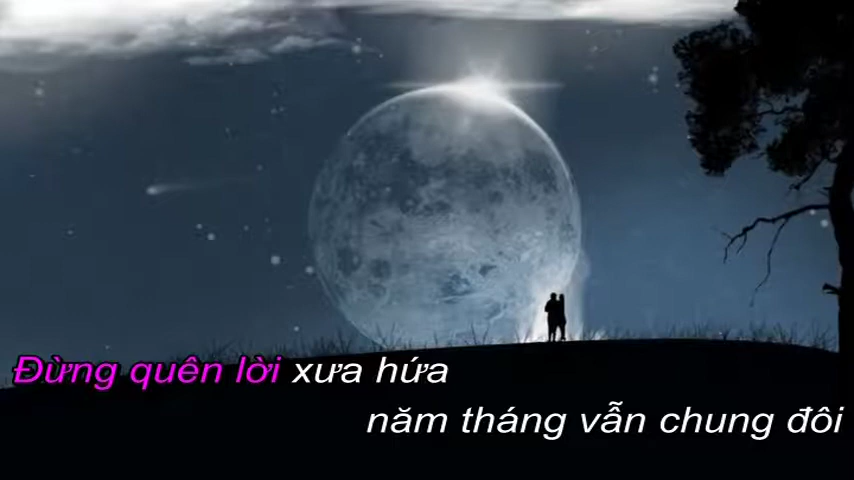 Đừng quên lời xưa hứa
năm tháng vẫn chung đôi